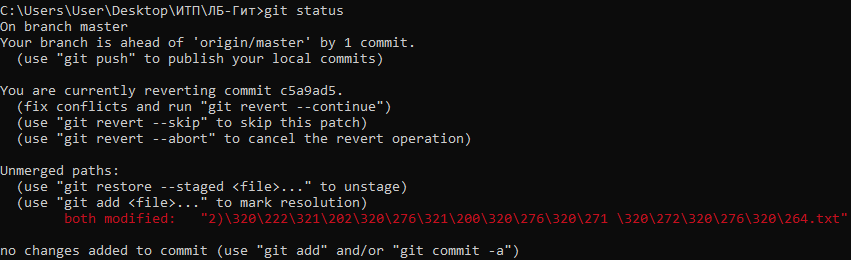 C:\Users\User\Desktop\ИТП\ЛБ-Гит>git status
On branch master
Your branch is ahead of 'origin/master' by 1 commit.
  (use "git push" to publish your local commits)

You are currently reverting commit c5a9ad5.
  (fix conflicts and run "git revert --continue")
  (use "git revert --skip" to skip this patch)
  (use "git revert --abort" to cancel the revert operation)

Unmerged paths:
  (use "git restore --staged <file>..." to unstage)
  (use "git add <file>..." to mark resolution)
        both modified:   "2)\320\222\321\202\320\276\321\200\320\276\320\271 \320\272\320\276\320\264.txt"

no changes added to commit (use "git add" and/or "git commit -a")